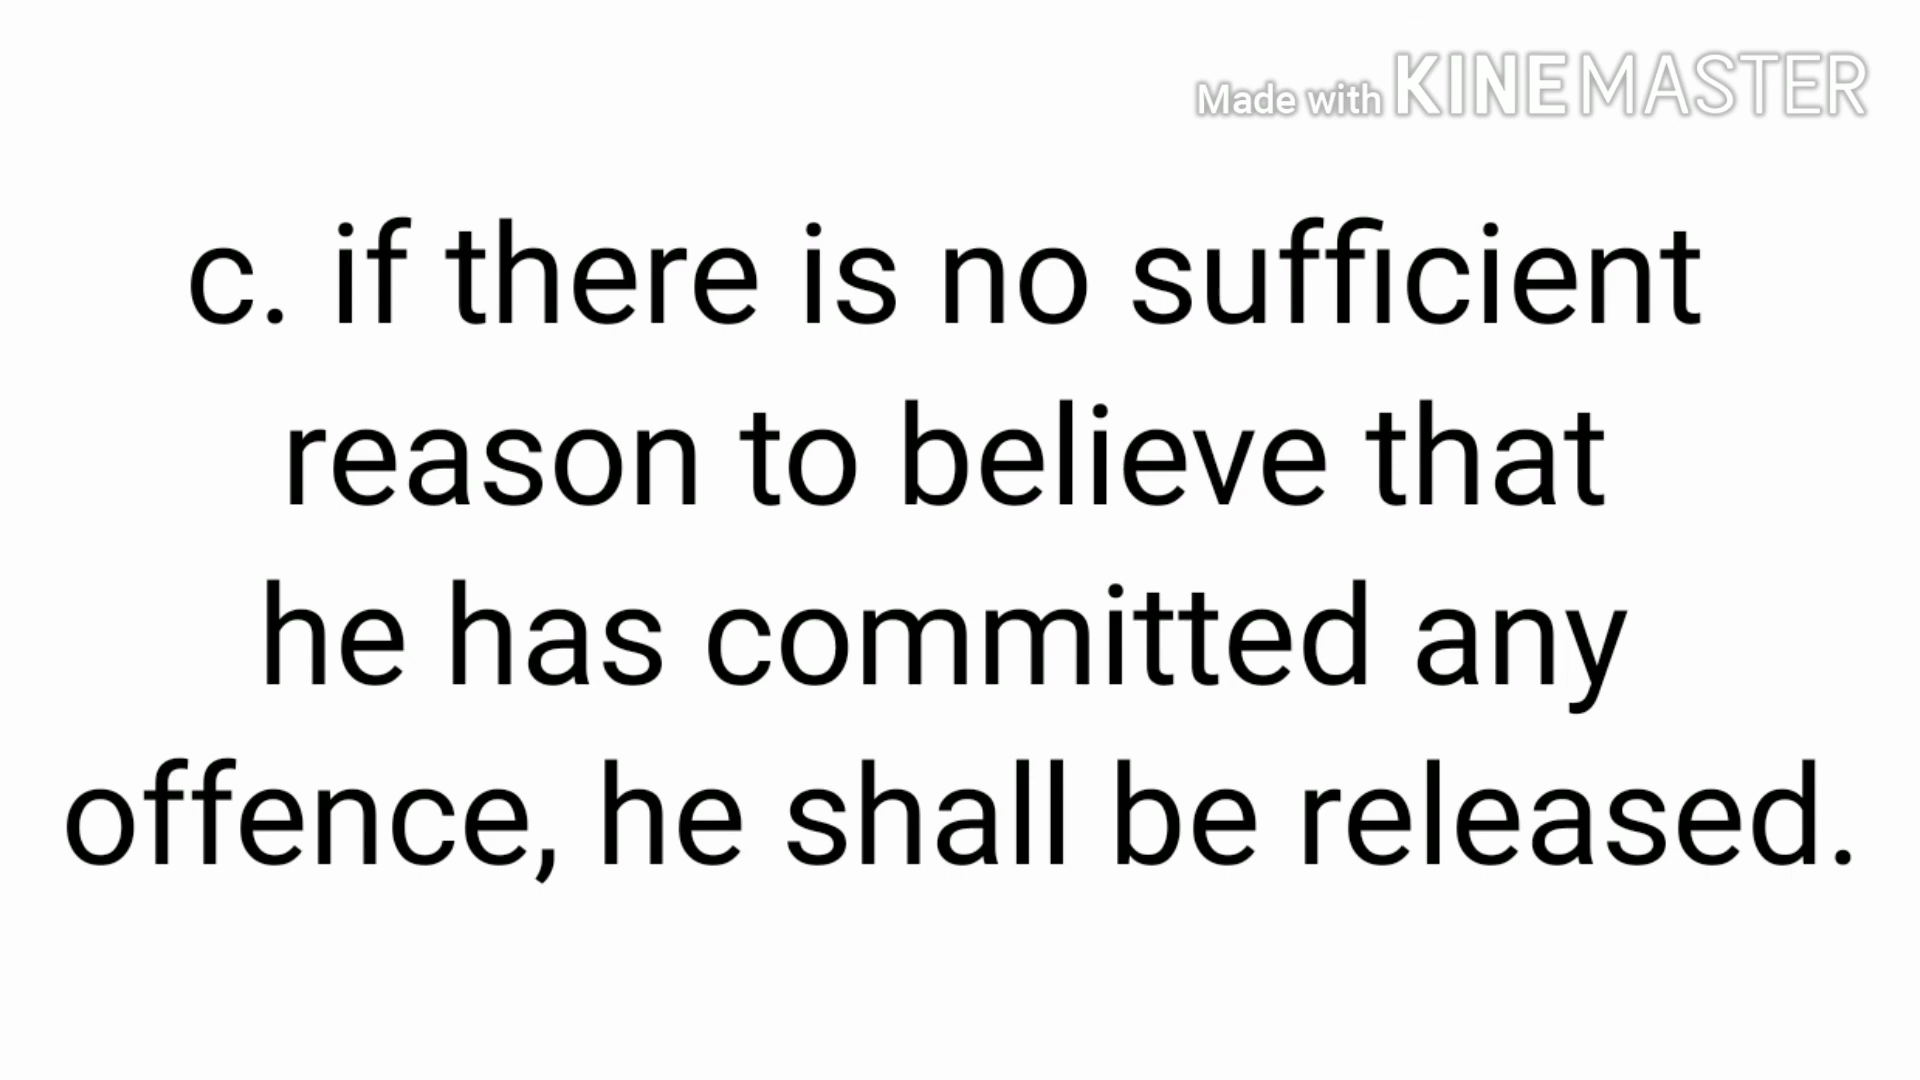 Made with KINEMASTER
c. if there is no sufficient
reason to believe that
he has committed any
offence, he shall be released.